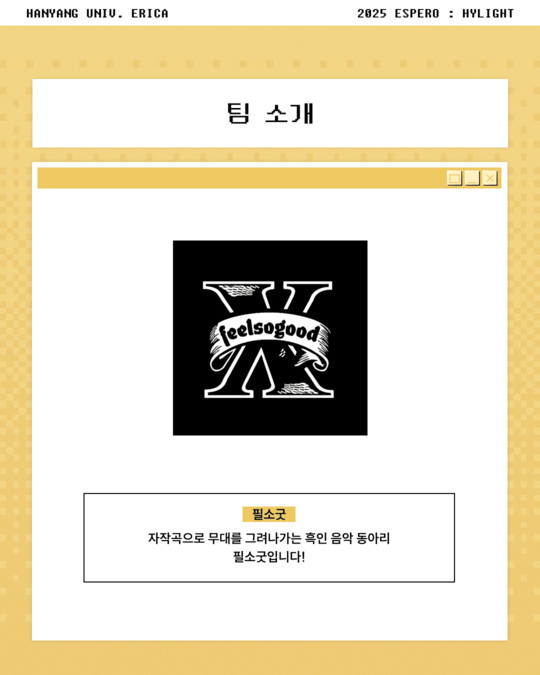 HANYANG UNIV. ERICA
2025 ESPERO : HYLIGHT
팀 소개
feelsogood
필소굿
자작곡으로 무대를 그려나가는 흑인 음악 동아리
필소굿입니다!